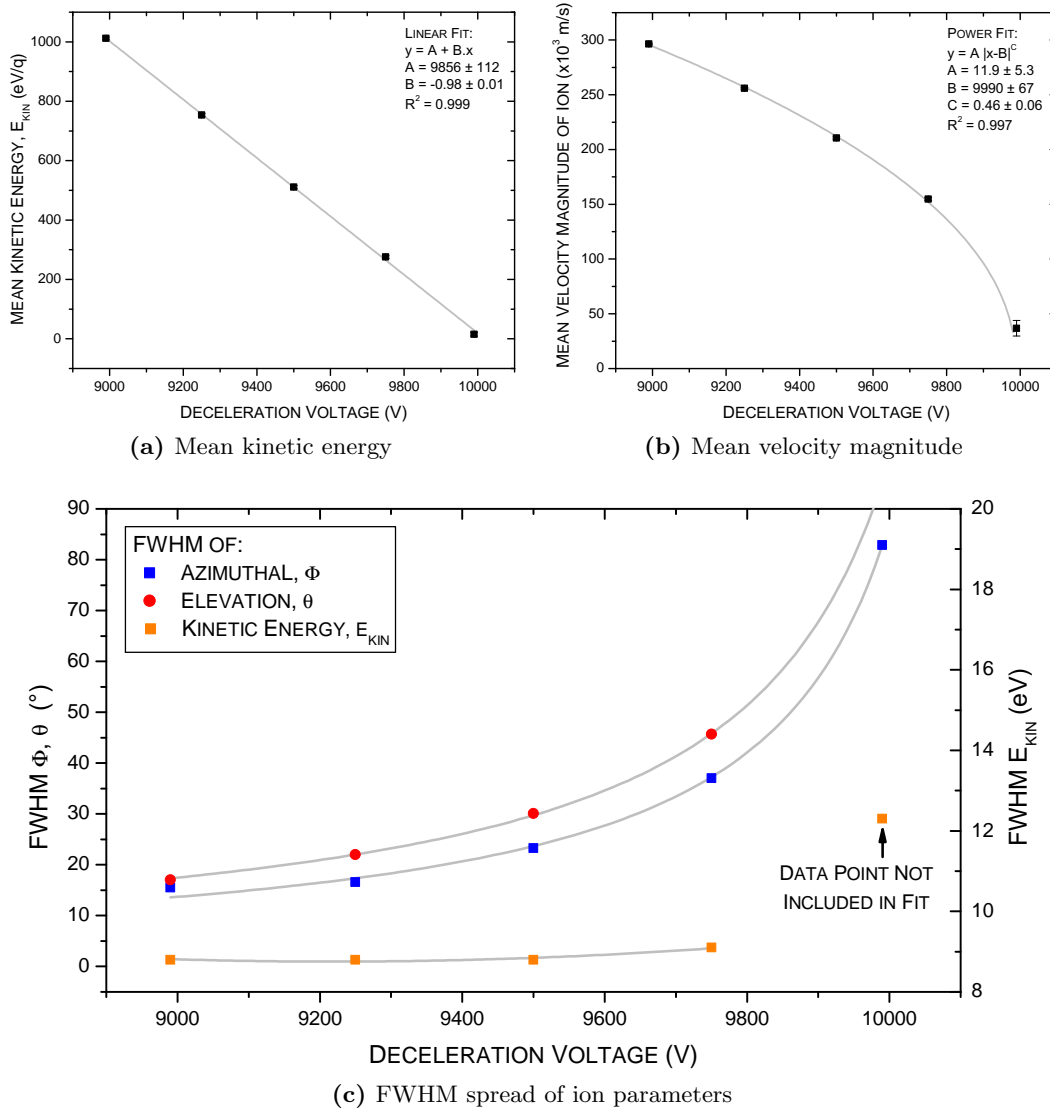 LINEAR FIT:
y = A + B.x
A = 9856 ± 112
B = -0.98 ± 0.01
R² = 0.999
1000
800
600
400
200
0
MEAN KINETIC ENERGY, E_KIN (eV/q)
9000 9200 9400 9600 9800 10000
DECELERATION VOLTAGE (V)
(a) Mean kinetic energy
POWER FIT:
y = A |x-B|^C
A = 11.9 ± 5.3
B = 9990 ± 67
C = 0.46 ± 0.06
R² = 0.997
300
250
200
150
100
50
0
MEAN VELOCITY MAGNITUDE OF ION (x10³ m/s)
9000 9200 9400 9600 9800 10000
DECELERATION VOLTAGE (V)
(b) Mean velocity magnitude
FWHM OF:
AZIMUTHAL, Φ
ELEVATION, θ
KINETIC ENERGY, E_KIN
90
80
70
60
50
40
30
20
10
0
FWHM Φ, θ (°)
20
18
16
14
12
10
8
FWHM E_KIN (eV)
DATA POINT NOT
INCLUDED IN FIT
9000 9200 9400 9600 9800 10000
DECELERATION VOLTAGE (V)
(c) FWHM spread of ion parameters